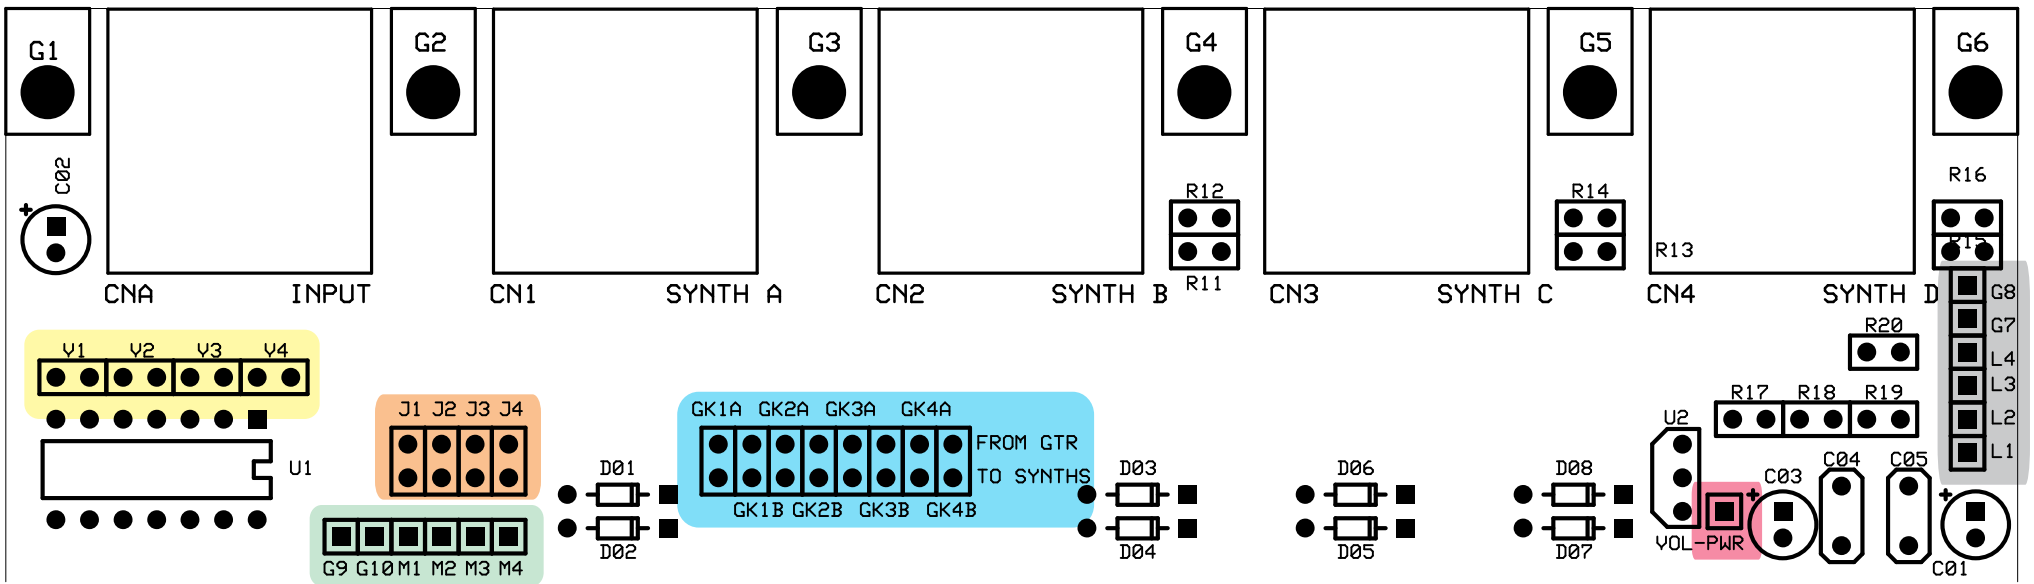 G1 G2 G3 G4 G5 G6
C02
R12 R14 R16
R13 R15
R11
CNA INPUT CN1 SYNTH A CN2 SYNTH B CN3 SYNTH C CN4 SYNTH D
G8
G7
R20
L4
L3
L2
L1
V1 V2 V3 V4
R17 R18 R19
J1 J2 J3 J4
GK1A GK2A GK3A GK4A
U2
FROM GTR
TO SYNTHS
U1
D01 D03 D06 D08
C03 C04 C05
GK1B GK2B GK3B GK4B
D02 D04 D05 D07
VOL-PWR
G9 G10 M1 M2 M3 M4
C01
+
+
+